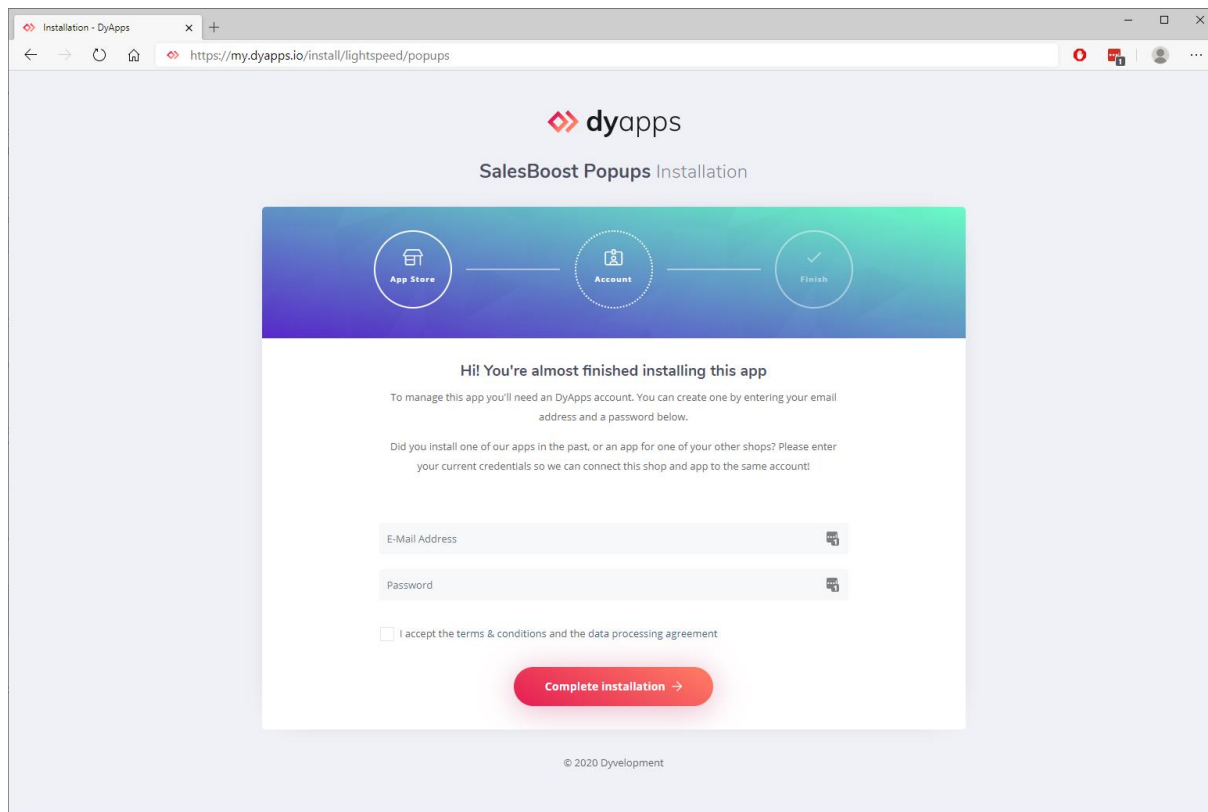 Installation - DyApps
https://my.dyapps.io/install/lightspeed/popups
1
dyapps
SalesBoost Popups Installation
App Store
Account
Finish
Hi! You're almost finished installing this app
To manage this app you'll need an DyApps account. You can create one by entering your email
address and a password below.
Did you install one of our apps in the past, or an app for one of your other shops? Please enter
your current credentials so we can connect this shop and app to the same account!
E-Mail Address
1
Password
1
I accept the terms & conditions and the data processing agreement
Complete installation →
© 2020 Dyvelopment